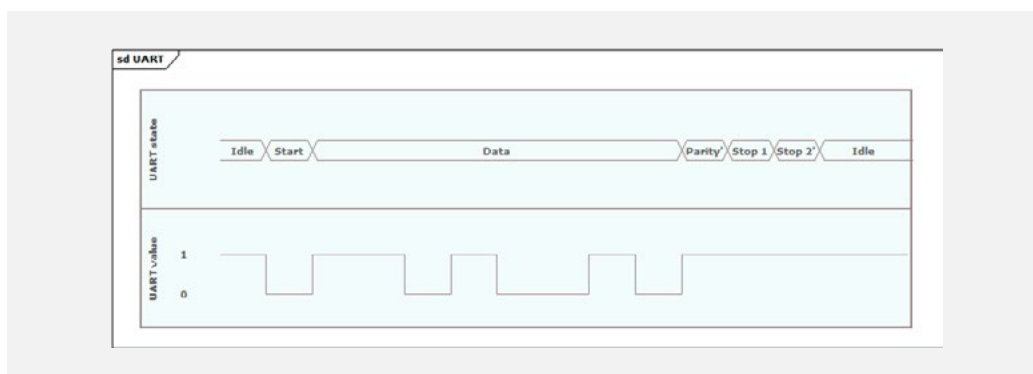 sd UART
UART state
Idle Start Data Parity' Stop 1 Stop 2' Idle
UART value
1
0